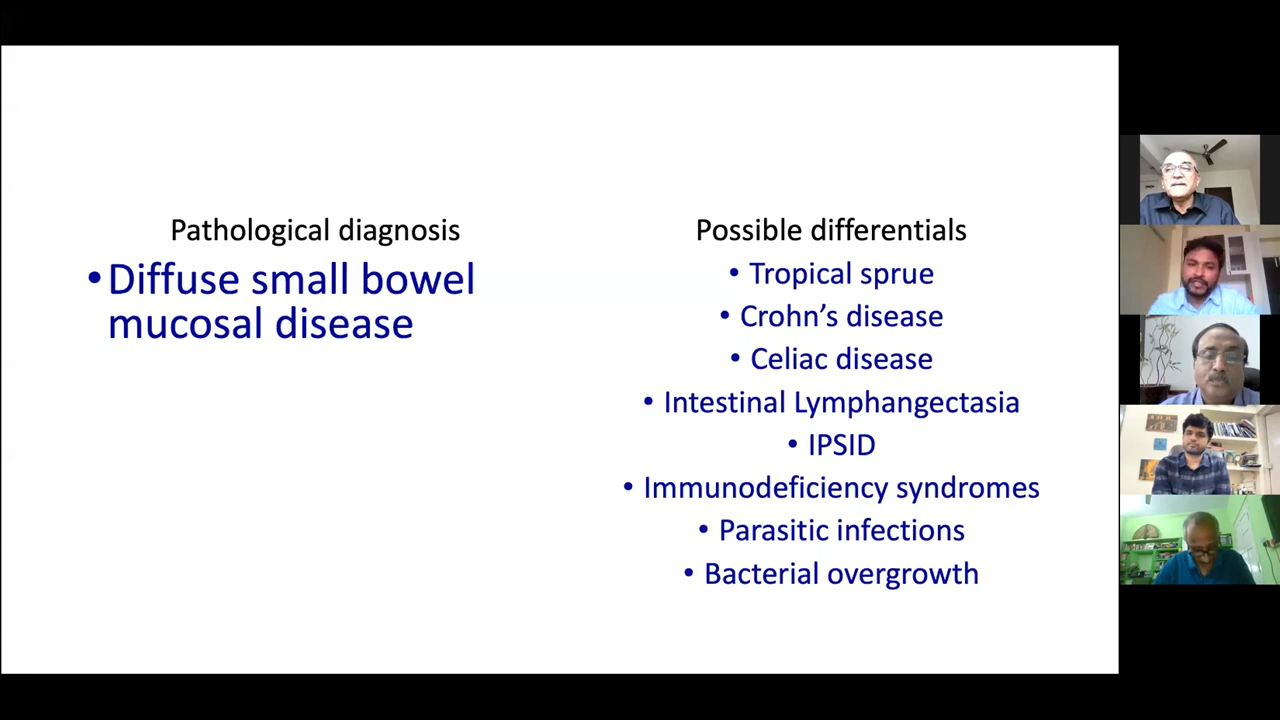 Pathological diagnosis
• Diffuse small bowel
mucosal disease
Possible differentials
• Tropical sprue
• Crohn’s disease
• Celiac disease
• Intestinal Lymphangectasia
• IPSID
• Immunodeficiency syndromes
• Parasitic infections
• Bacterial overgrowth